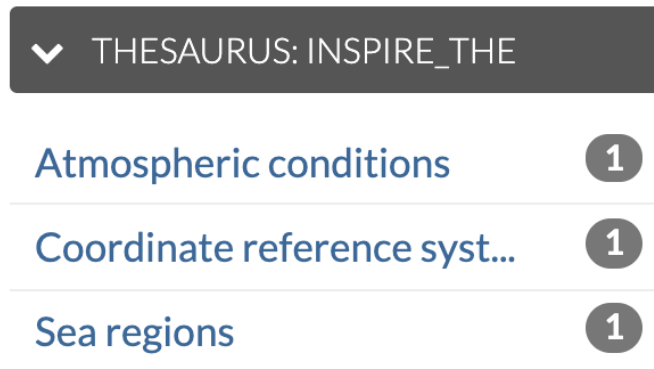 THESAURUS: INSPIRE_THE
Atmospheric conditions 1
Coordinate reference syst... 1
Sea regions 1